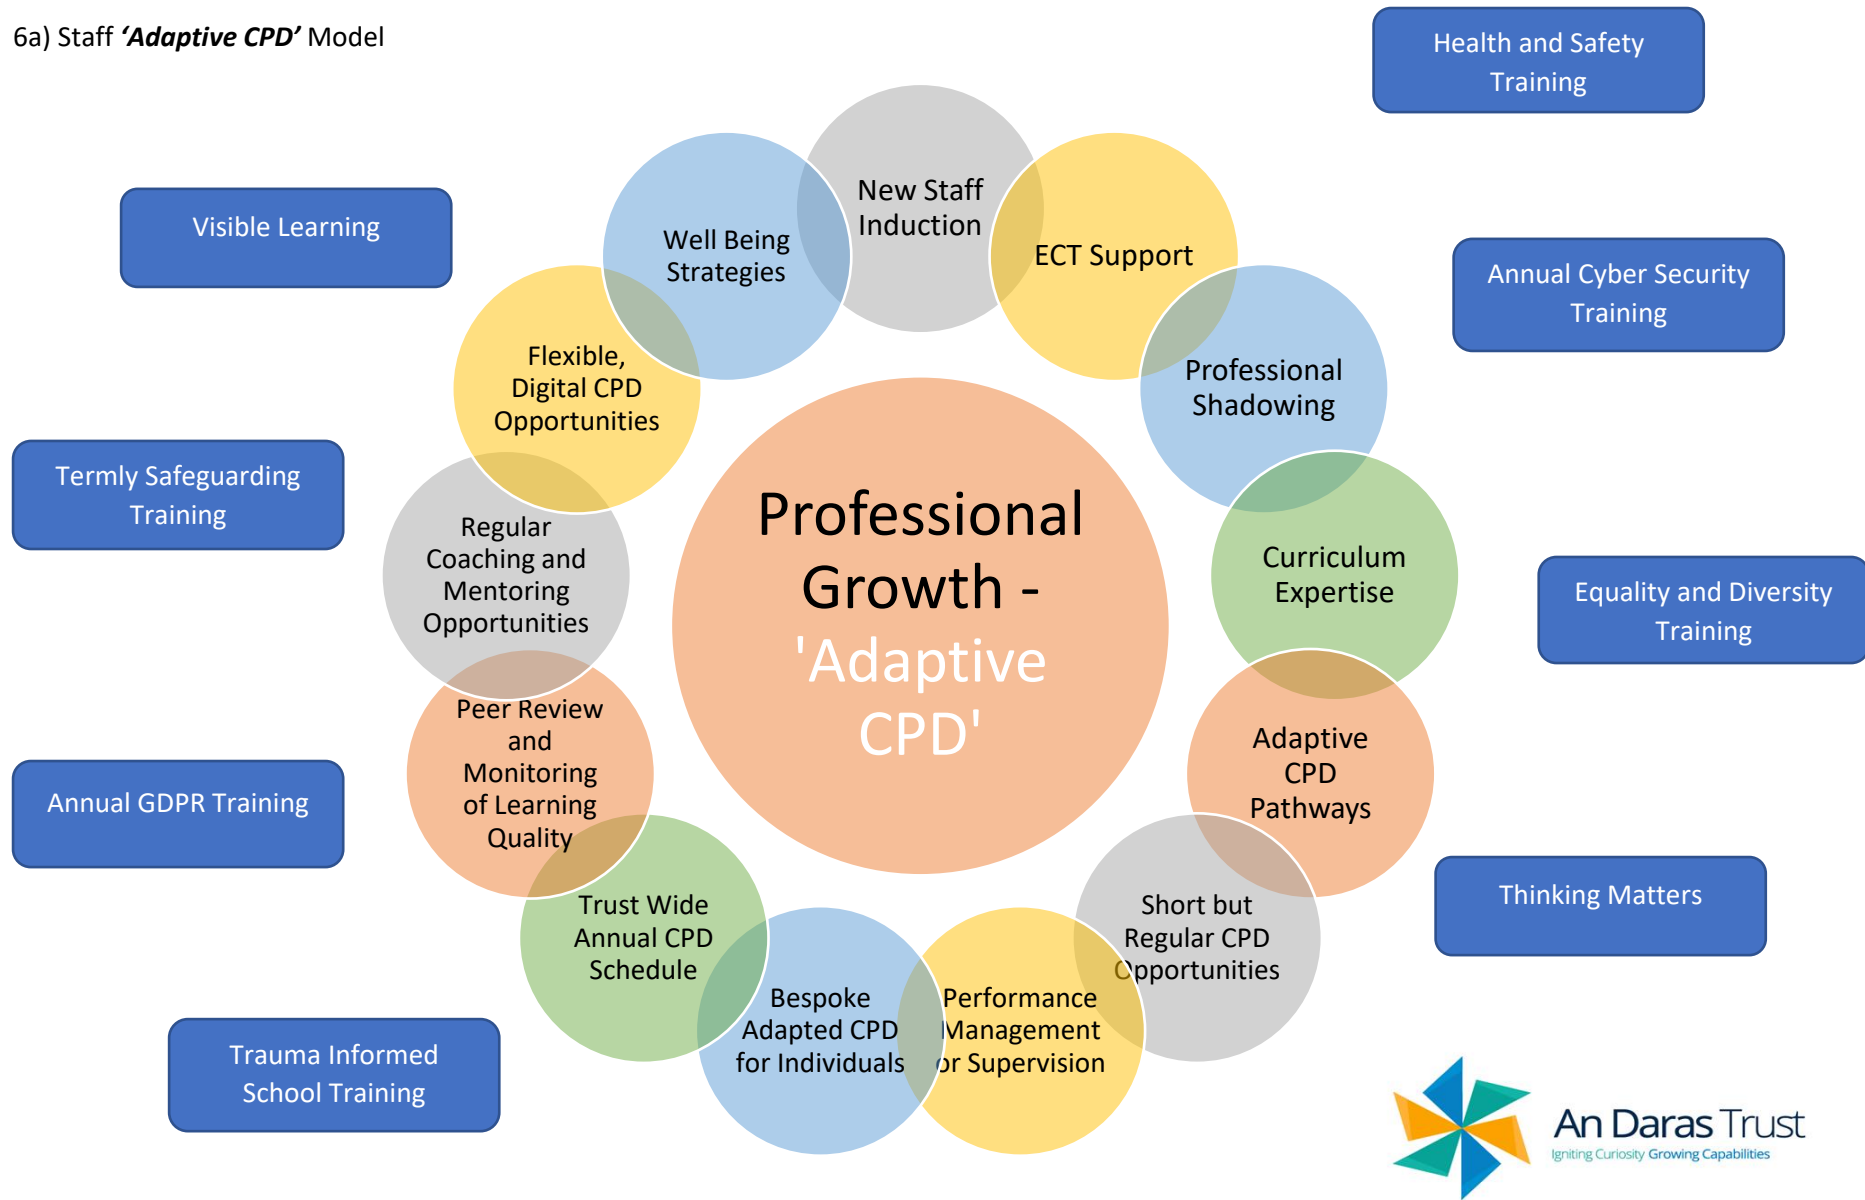 6a) Staff ‘Adaptive CPD’ Model
Health and Safety
Training
New Staff
Induction
Visible Learning
Well Being
Strategies
ECT Support
Annual Cyber Security
Training
Flexible,
Digital CPD
Opportunities
Professional
Shadowing
Termly Safeguarding
Training
Regular
Coaching and
Mentoring
Opportunities
Professional
Growth -
'Adaptive
CPD'
Curriculum
Expertise
Equality and Diversity
Training
Peer Review
and
Monitoring
of Learning
Quality
Adaptive
CPD
Pathways
Annual GDPR Training
Trust Wide
Annual CPD
Schedule
Short but
Regular CPD
Opportunities
Thinking Matters
Bespoke
Adapted CPD
for Individuals
Performance
Management
or Supervision
Trauma Informed
School Training
An Daras Trust
Igniting Curiosity Growing Capabilities